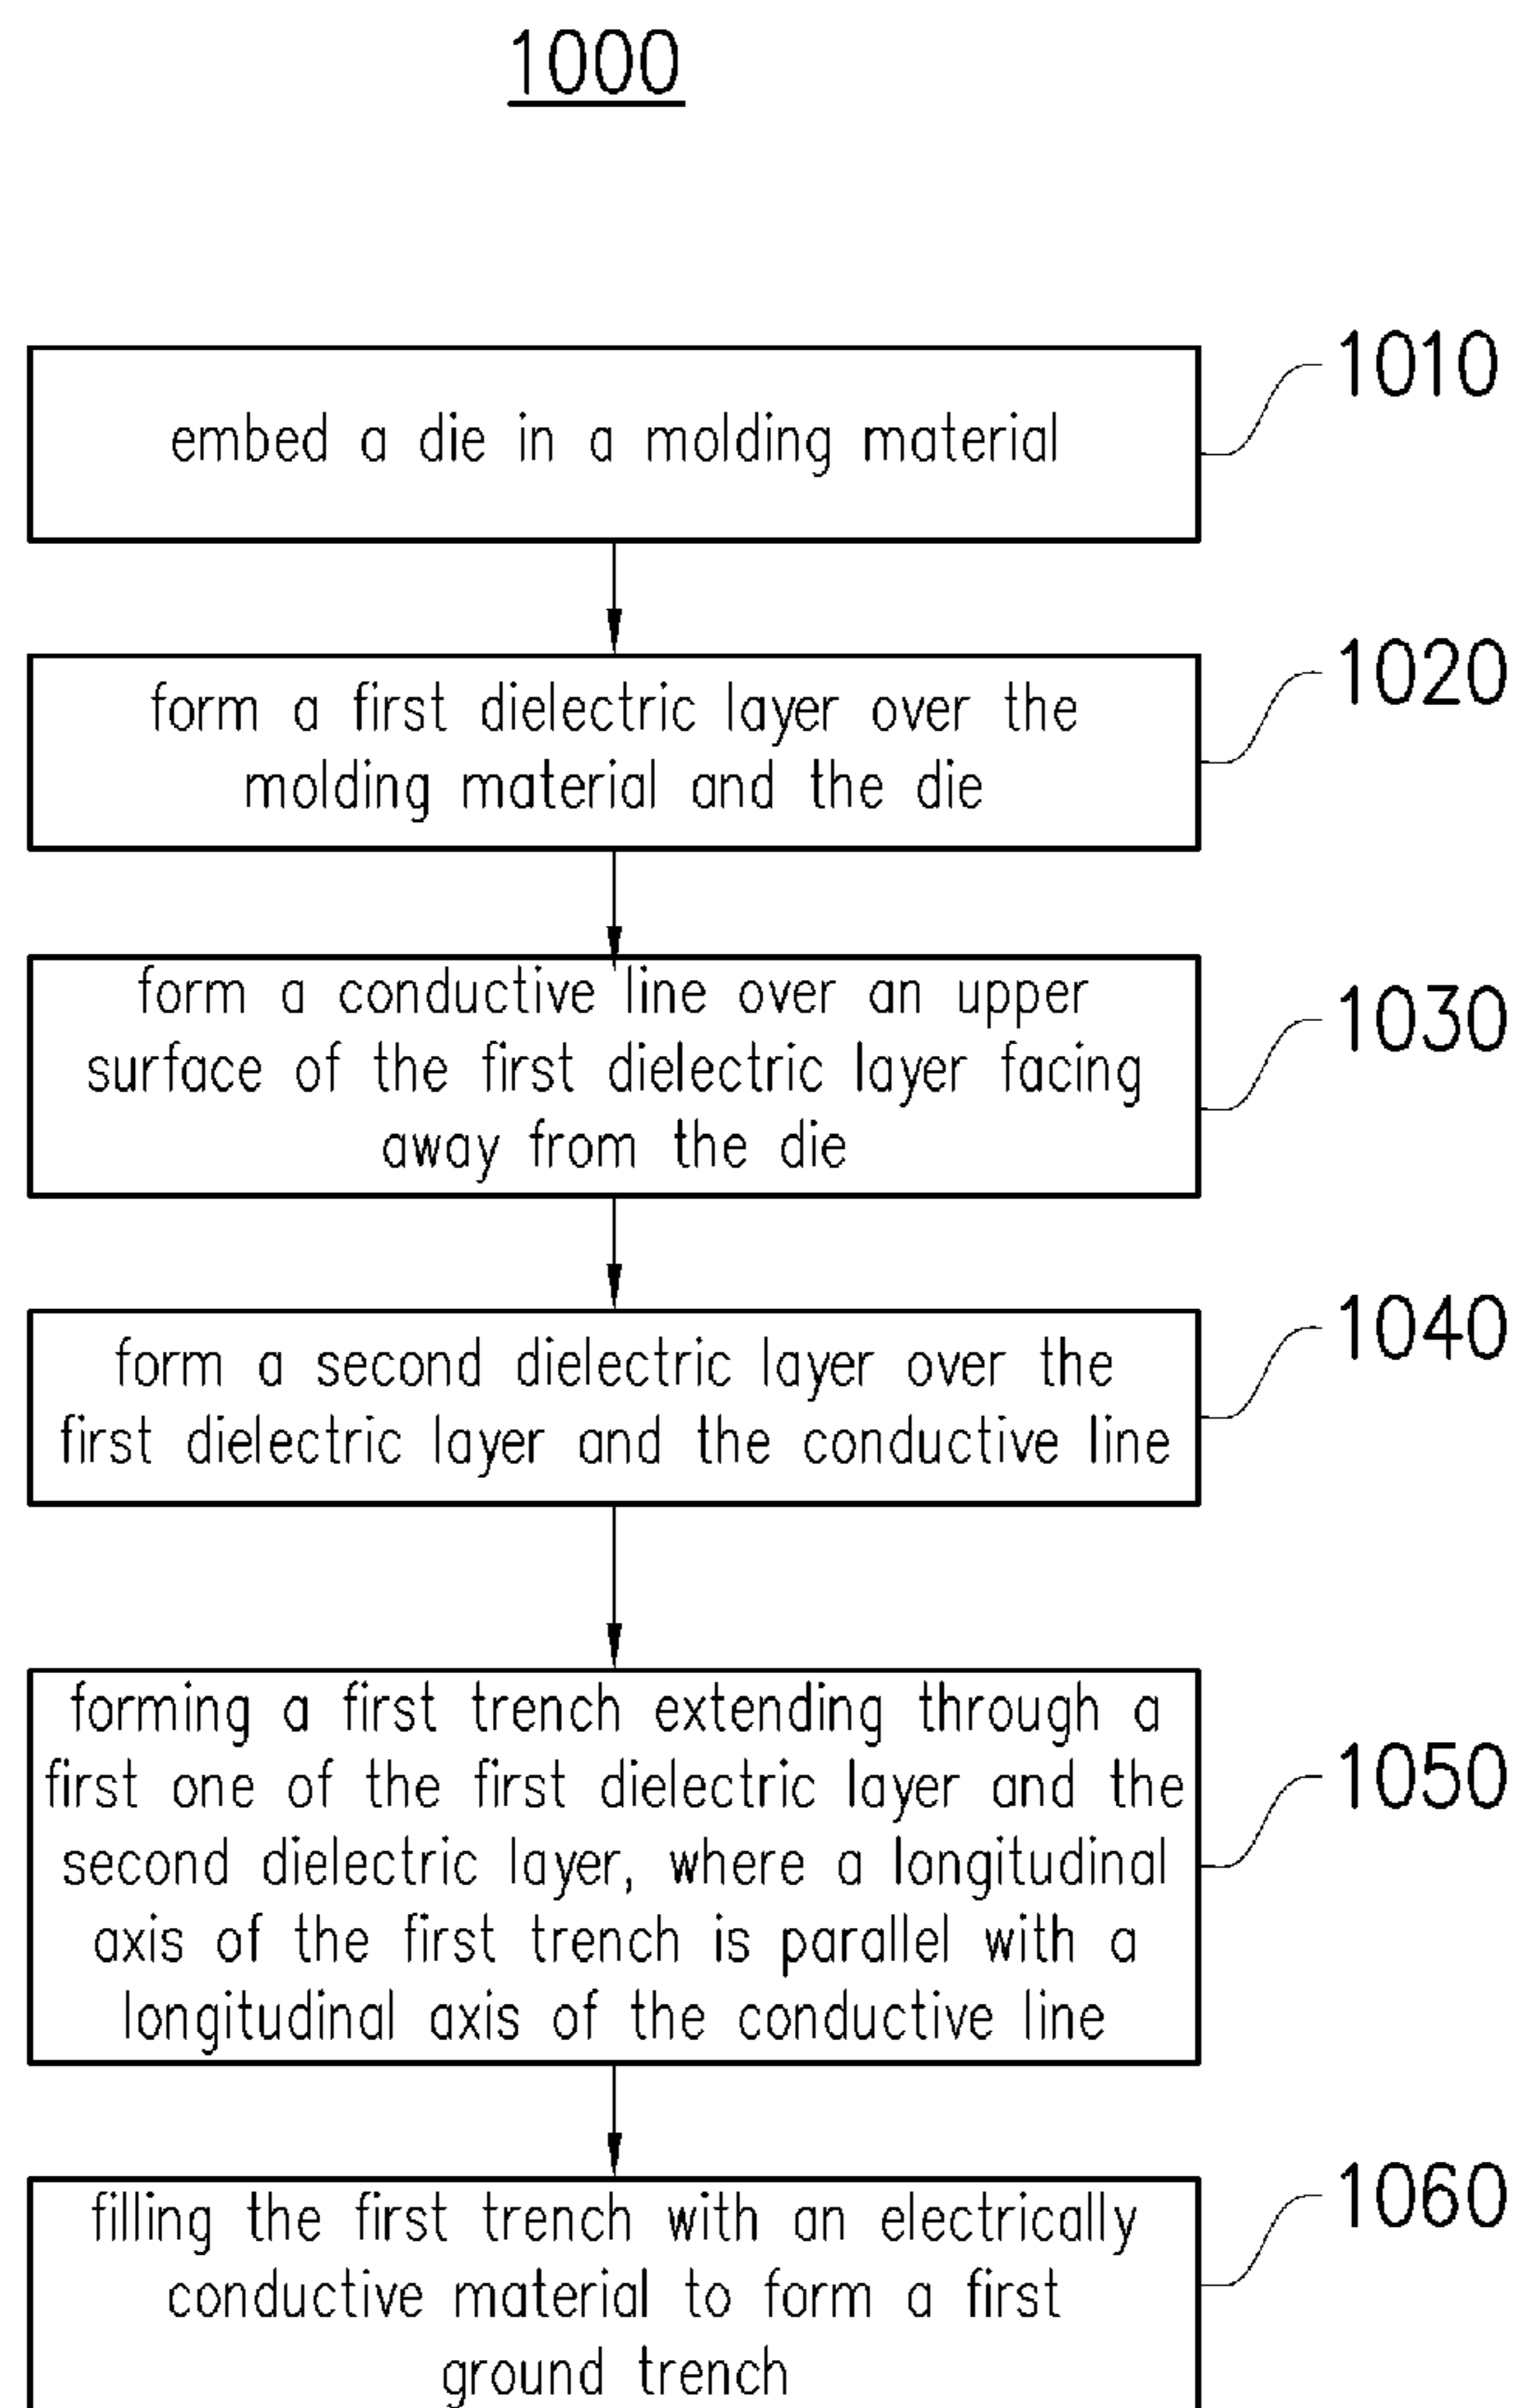 1000
embed a die in a molding material
1010
form a first dielectric layer over the
molding material and the die
1020
form a conductive line over an upper
surface of the first dielectric layer facing
away from the die
1030
form a second dielectric layer over the
first dielectric layer and the conductive line
1040
forming a first trench extending through a
first one of the first dielectric layer and the
second dielectric layer, where a longitudinal
axis of the first trench is parallel with a
longitudinal axis of the conductive line
1050
filling the first trench with an electrically
conductive material to form a first
ground trench
1060